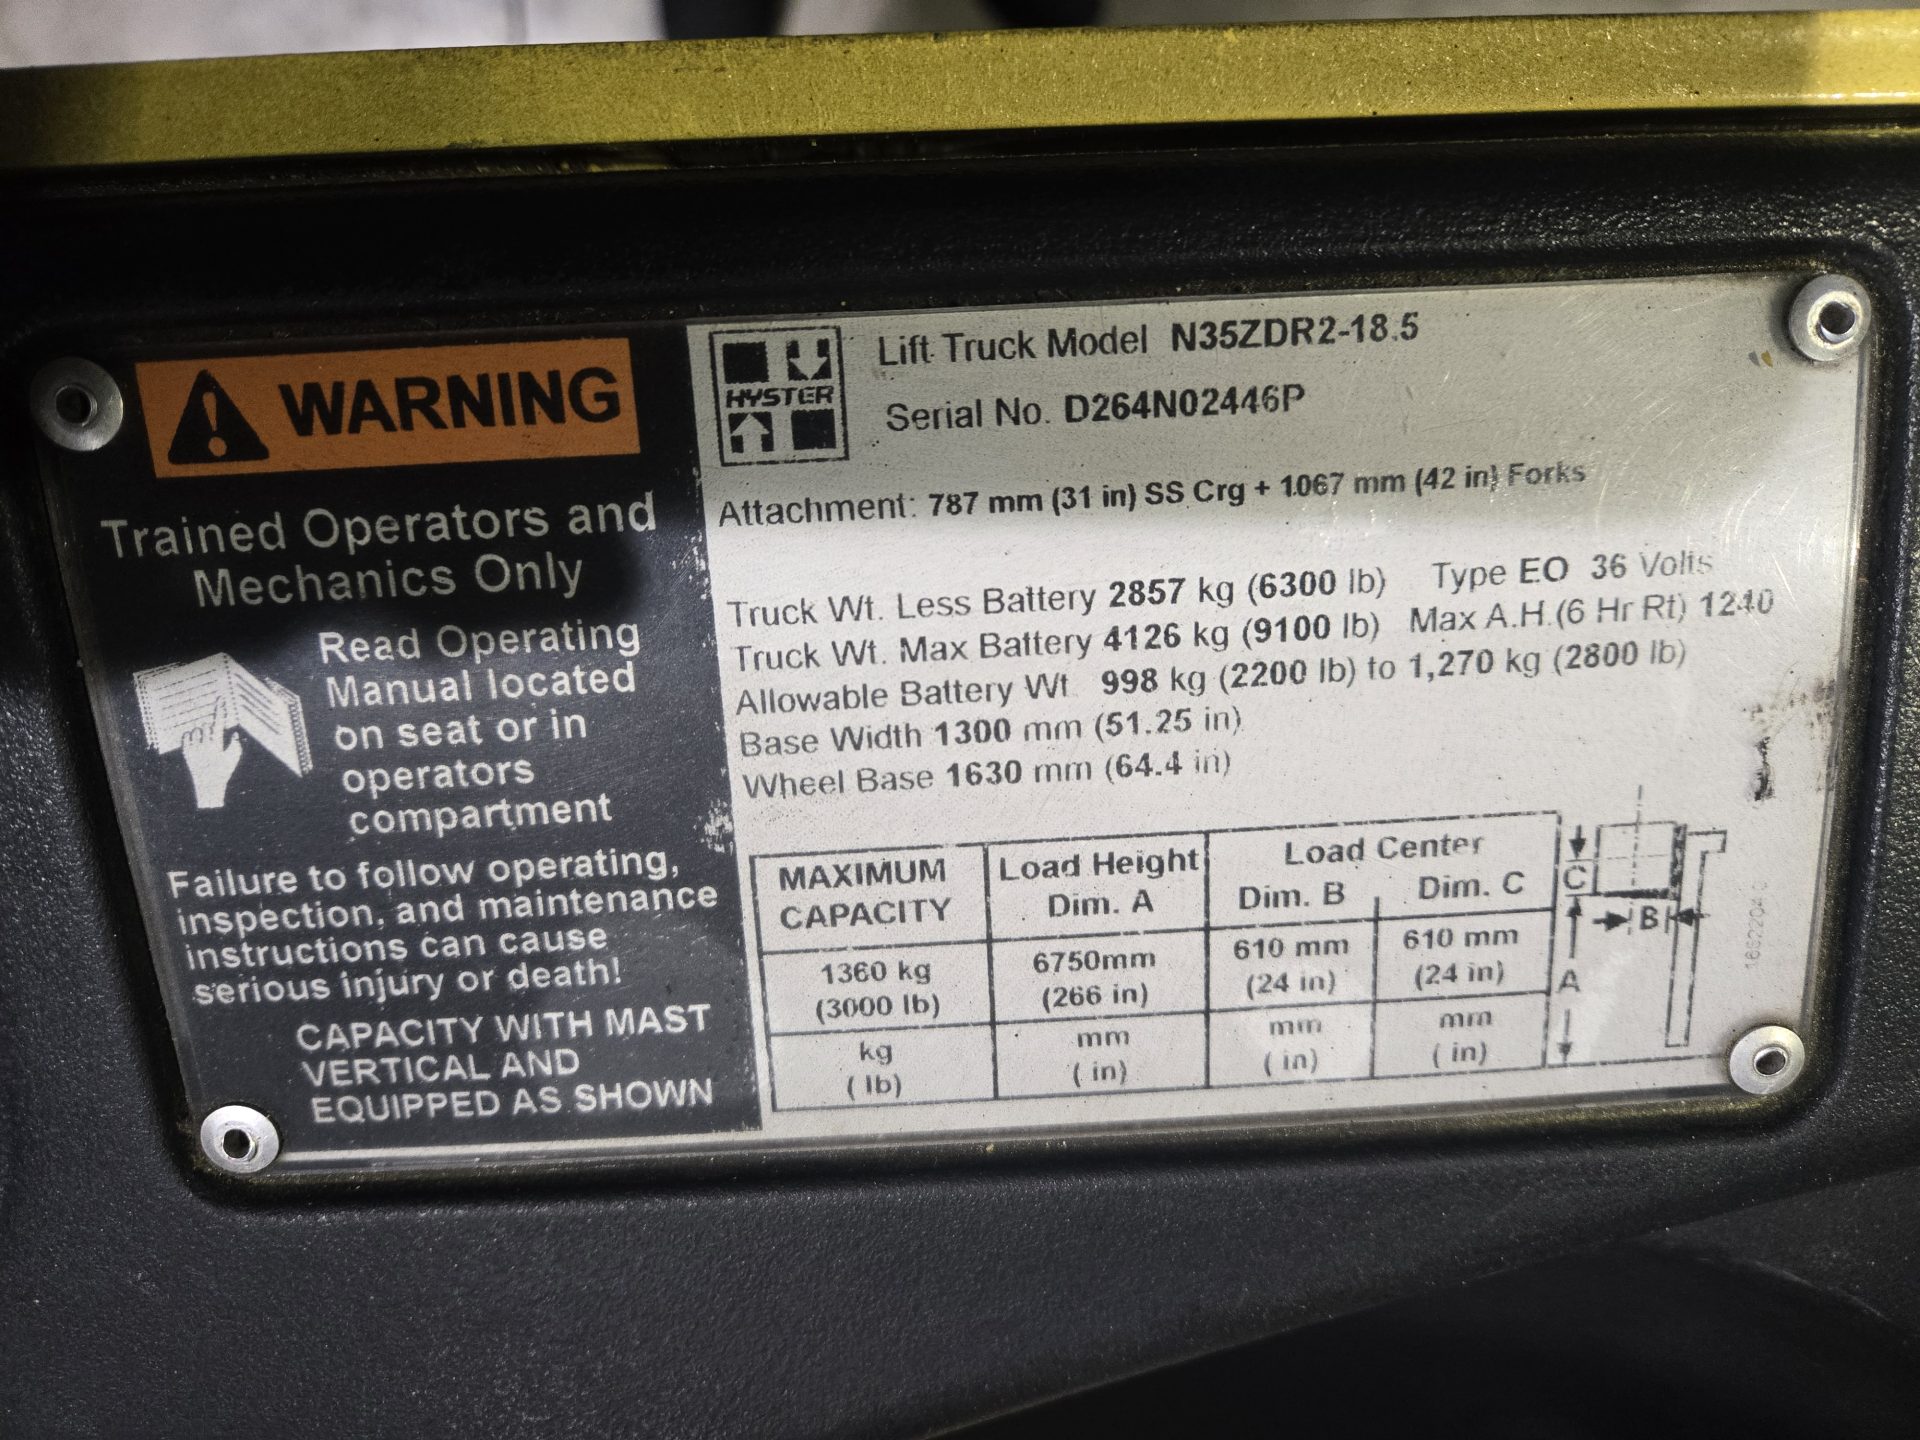 WARNING
Trained Operators and
Mechanics Only
Read Operating
Manual located
on seat or in
operators
compartment
Failure to follow operating,
inspection, and maintenance
instructions can cause
serious injury or death!
CAPACITY WITH MAST
VERTICAL AND
EQUIPPED AS SHOWN
HYSTER
Lift Truck Model N35ZDR2-18.5
Serial No. D264N02446P
Attachment: 787 mm (31 in) SS Crg + 1067 mm (42 in) Forks
Truck Wt. Less Battery 2857 kg (6300 lb) Type EO 36 Volts
Truck Wt. Max Battery 4126 kg (9100 lb) Max A.H.(6 Hr Rt) 1240
Allowable Battery Wt. 998 kg (2200 lb) to 1,270 kg (2800 lb)
Base Width 1300 mm (51.25 in)
Wheel Base 1630 mm (64.4 in)
MAXIMUM CAPACITY
Load Height Dim. A
Load Center
Dim. B Dim. C
1360 kg 6750mm 610 mm 610 mm
(3000 lb) (266 in) (24 in) (24 in)
kg mm mm mm
( lb) ( in) ( in) ( in)
C
B
A